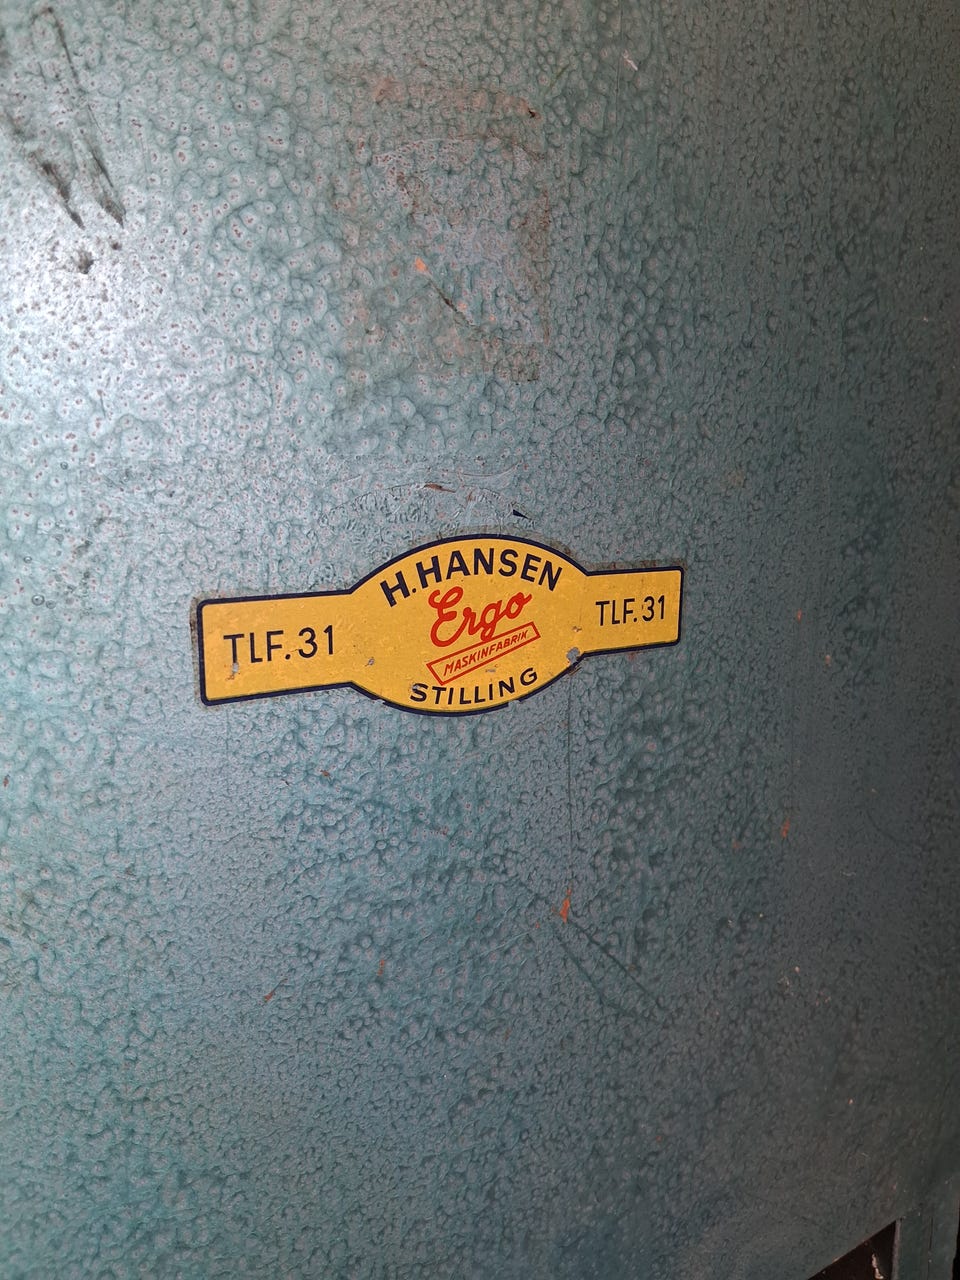 H. HANSEN
Ergo
MASKINFABRIK
STILLING
TLF. 31
TLF. 31